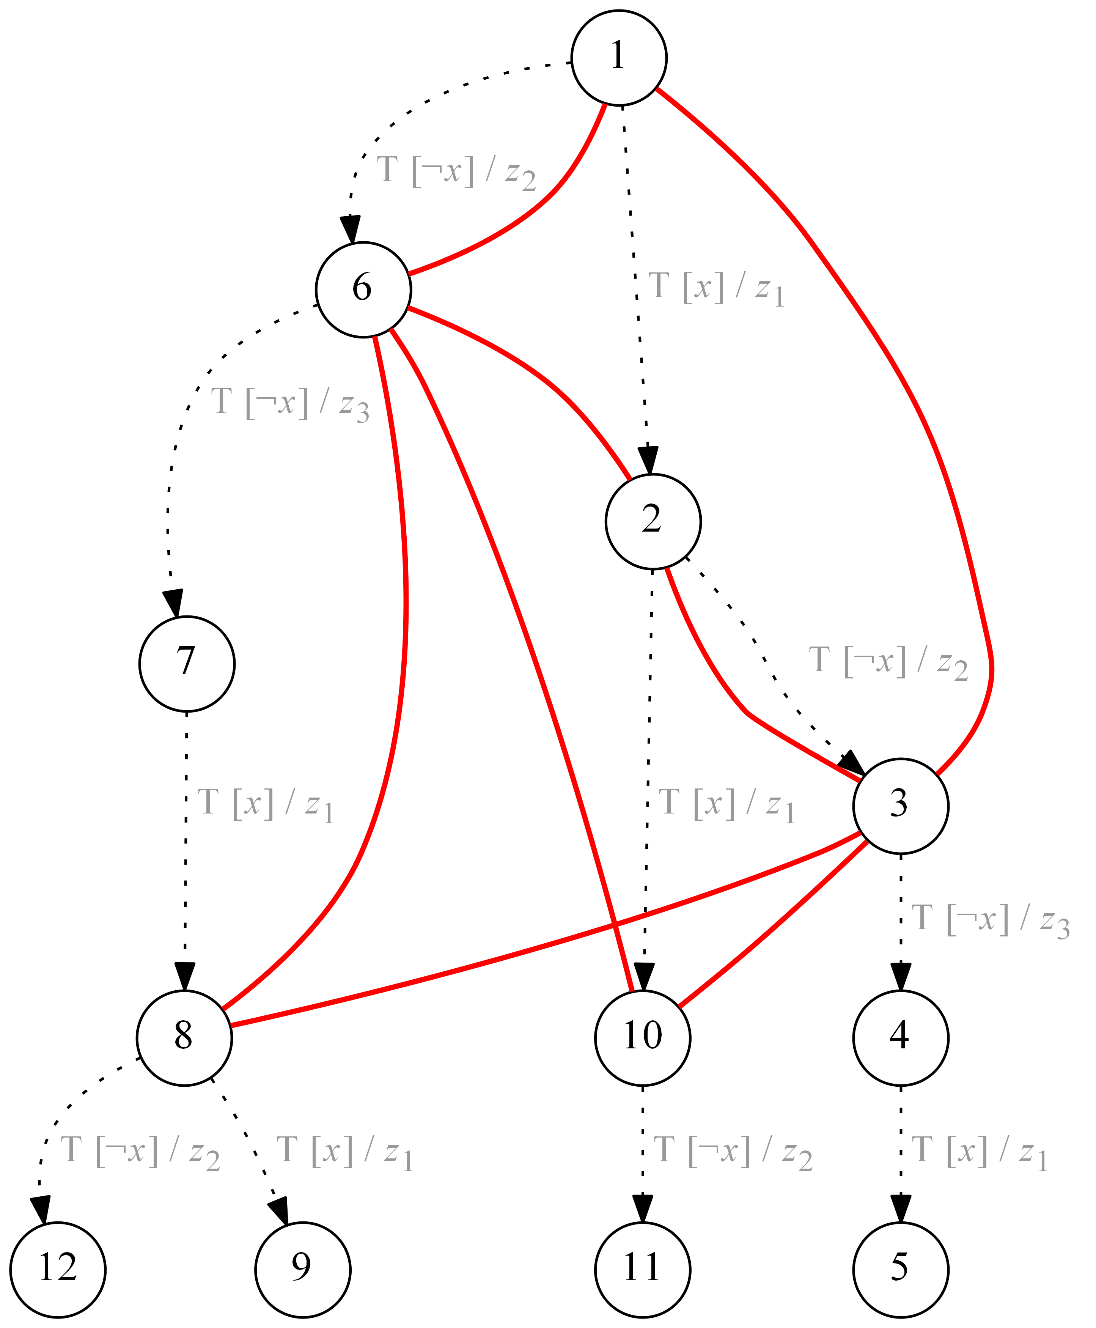 1
T [¬x] / z₂
6
T [x] / z₁
T [¬x] / z₃
2
7
T [¬x] / z₂
T [x] / z₁
T [x] / z₁
3
T [¬x] / z₃
8
10
4
T [¬x] / z₂
T [x] / z₁
T [¬x] / z₂
T [x] / z₁
12
9
11
5